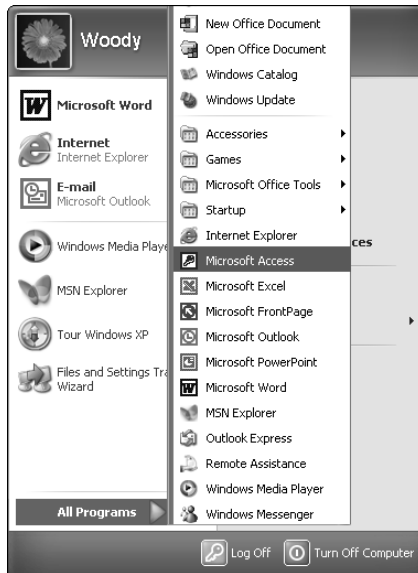 Woody
Microsoft Word
Internet
Internet Explorer
E-mail
Microsoft Outlook
Windows Media Playe
MSN Explorer
Tour Windows XP
Files and Settings Tra
Wizard
All Programs
New Office Document
Open Office Document
Windows Catalog
Windows Update
Accessories
Games
Microsoft Office Tools
Startup
Internet Explorer
Microsoft Access
Microsoft Excel
Microsoft FrontPage
Microsoft Outlook
Microsoft PowerPoint
Microsoft Word
MSN Explorer
Outlook Express
Remote Assistance
Windows Media Player
Windows Messenger
ces
Log Off
Turn Off Computer